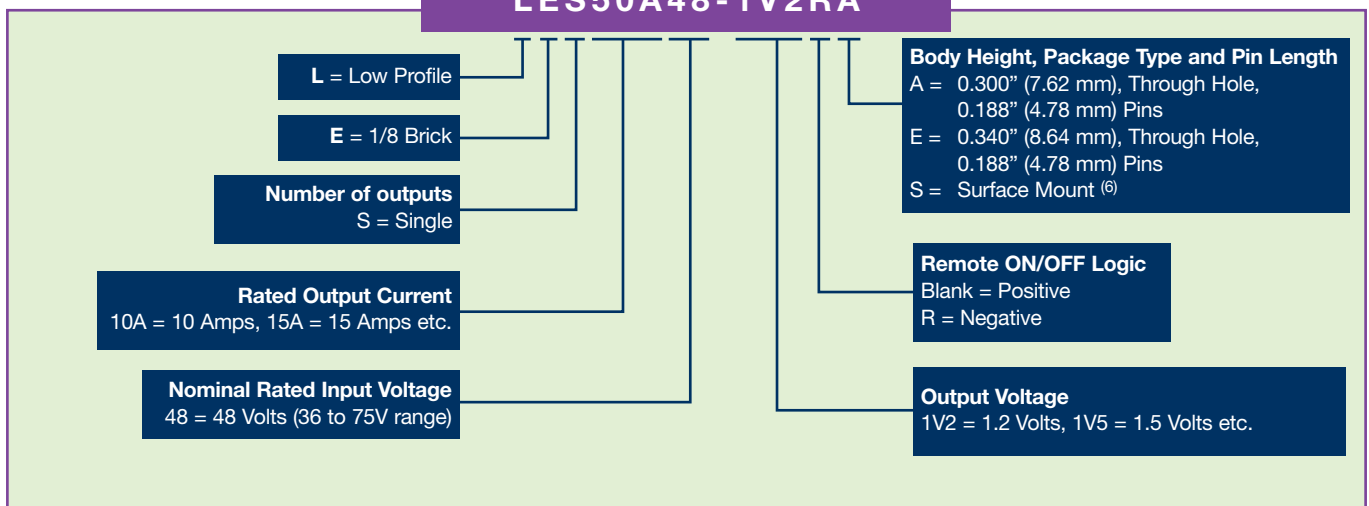 LES50A48-1V2RA
L = Low Profile
E = 1/8 Brick
Number of outputs
S = Single
Rated Output Current
10A = 10 Amps, 15A = 15 Amps etc.
Nominal Rated Input Voltage
48 = 48 Volts (36 to 75V range)
Body Height, Package Type and Pin Length
A = 0.300” (7.62 mm), Through Hole,
0.188” (4.78 mm) Pins
E = 0.340” (8.64 mm), Through Hole,
0.188” (4.78 mm) Pins
S = Surface Mount (6)
Remote ON/OFF Logic
Blank = Positive
R = Negative
Output Voltage
1V2 = 1.2 Volts, 1V5 = 1.5 Volts etc.